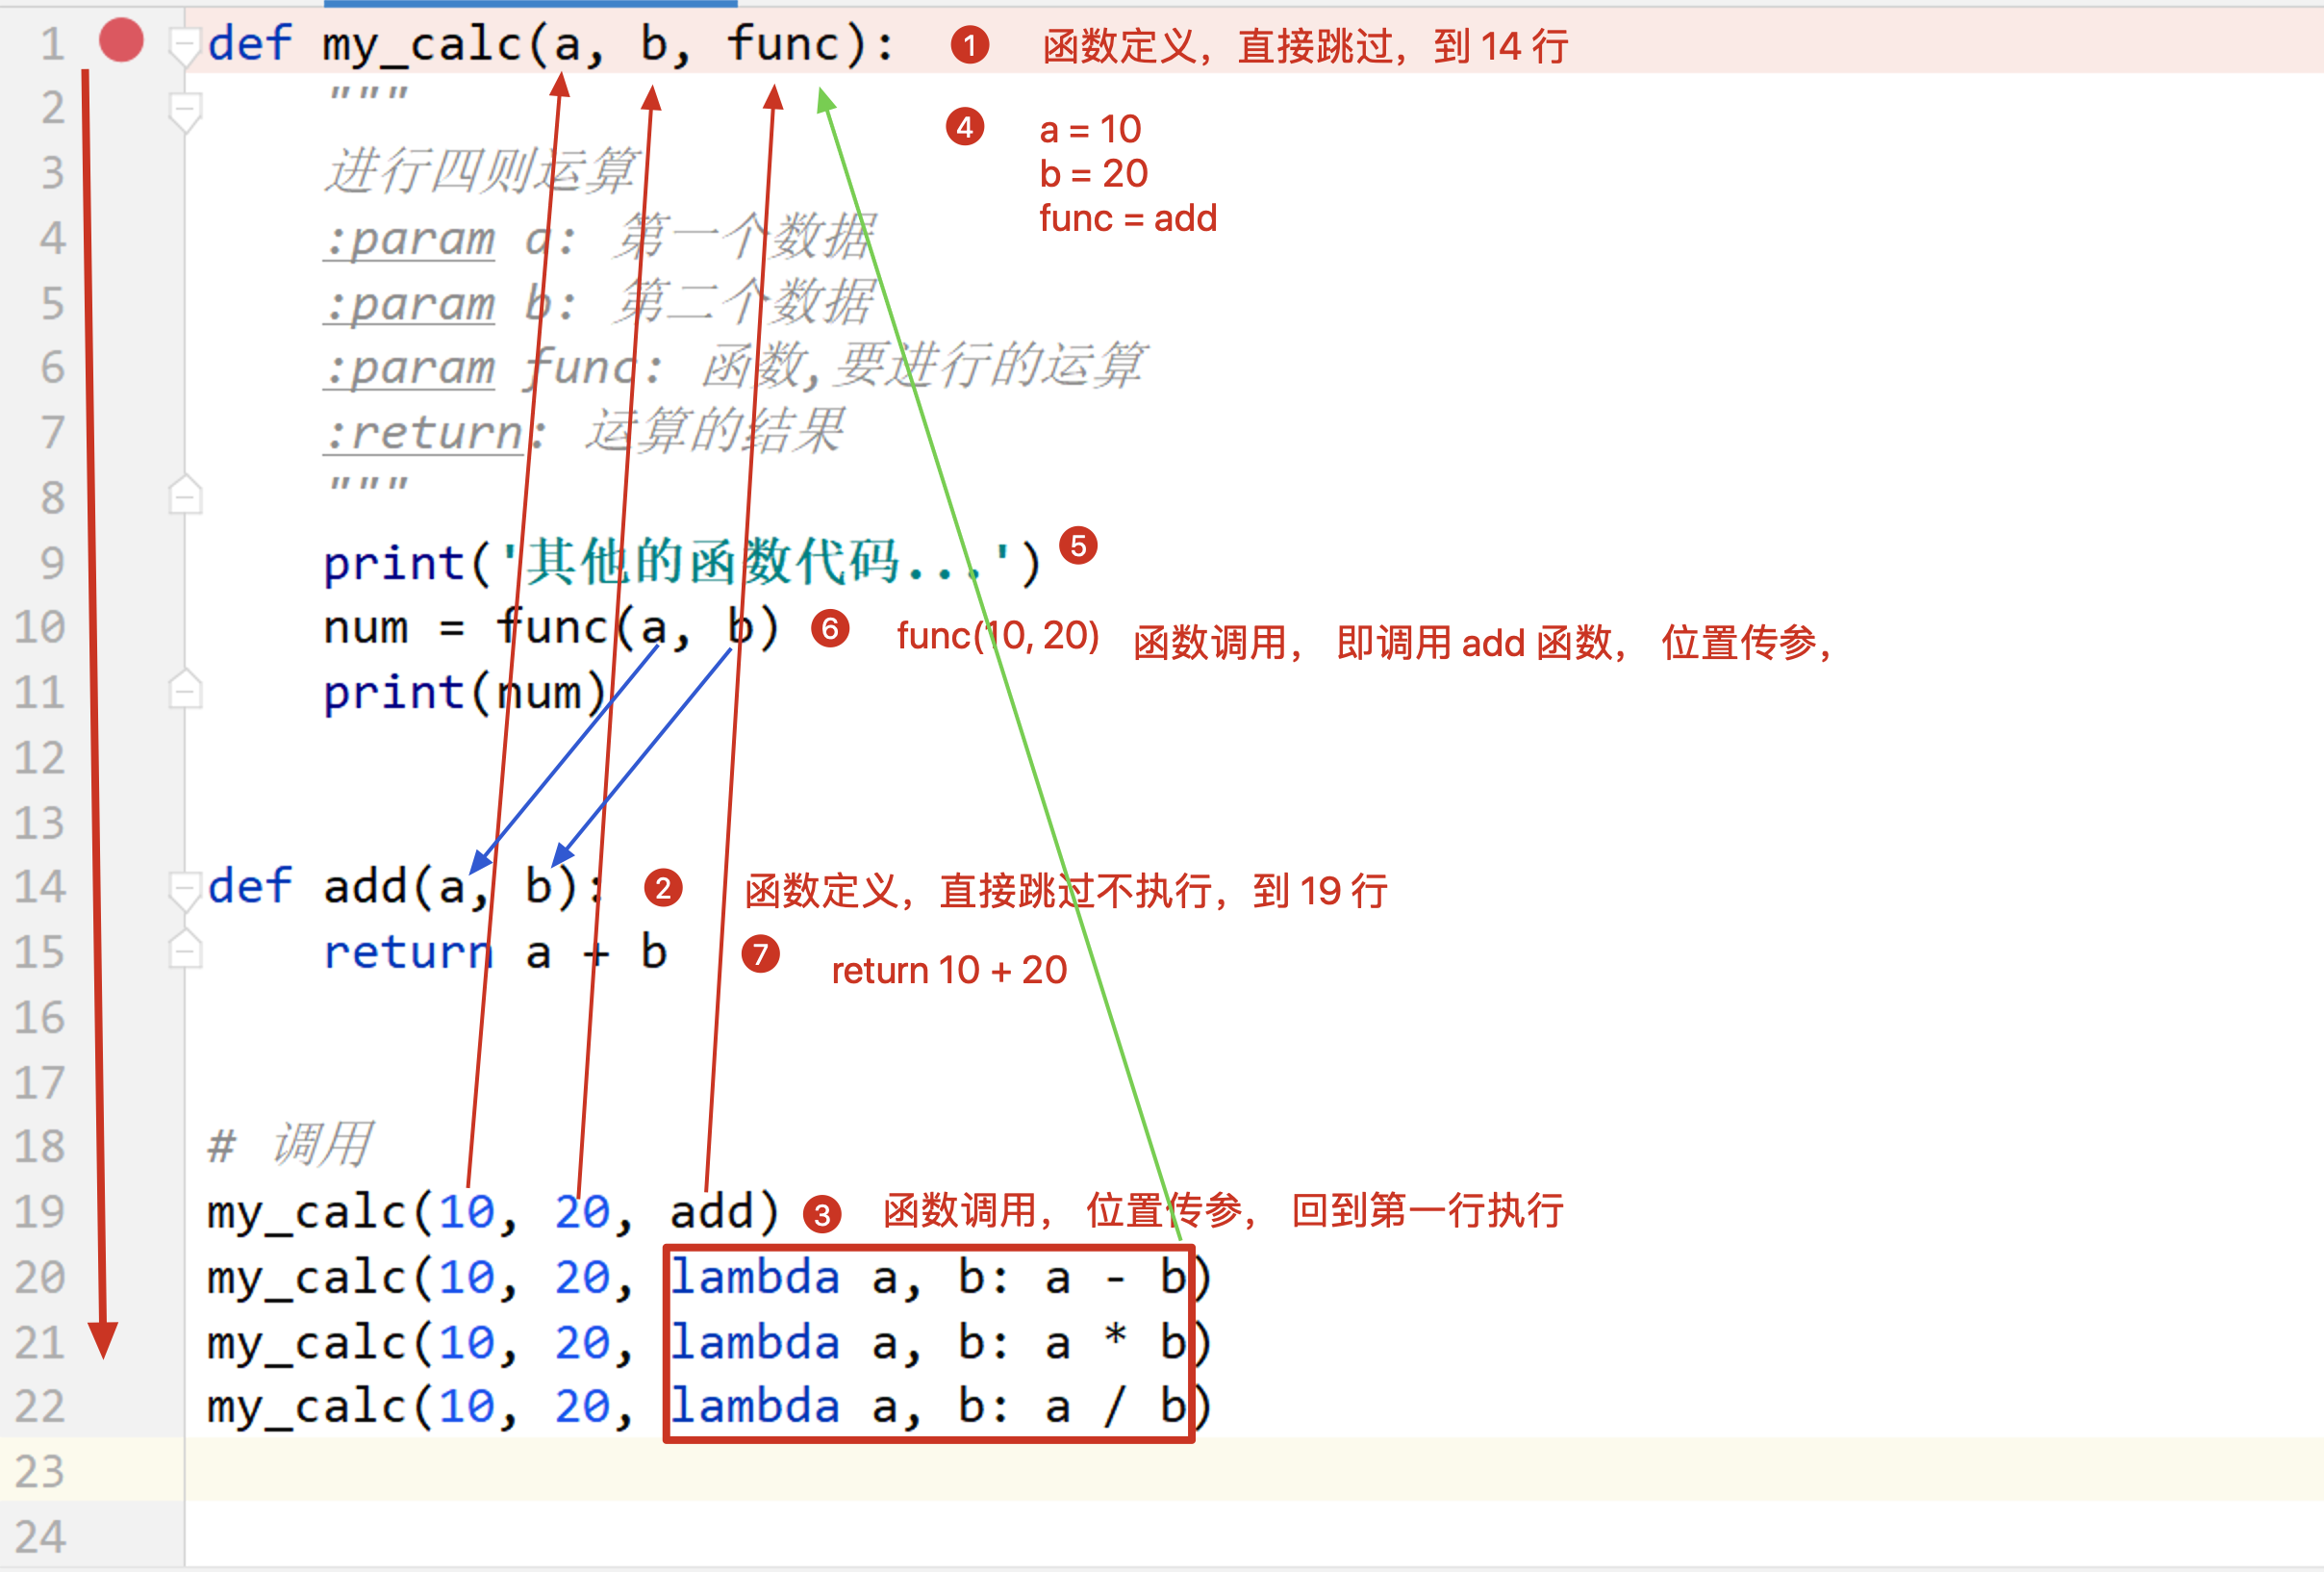 1 def my_calc(a, b, func): ❶ 函数定义，直接跳过，到 14 行
2 """
❹ a = 10
b = 20
func = add
3 进行四则运算
4 :param a: 第一个数据
5 :param b: 第二个数据
6 :param func: 函数,要进行的运算
7 :return: 运算的结果
8 """
9 print('其他的函数代码...') ❺
10 num = func(a, b) ❻ func(10, 20) 函数调用， 即调用 add 函数， 位置传参，
11 print(num)
12
13
14 def add(a, b): ❷ 函数定义，直接跳过不执行，到 19 行
15 return a + b ❼ return 10 + 20
16
17
18 # 调用
19 my_calc(10, 20, add) ❸ 函数调用， 位置传参， 回到第一行执行
20 my_calc(10, 20, lambda a, b: a - b)
21 my_calc(10, 20, lambda a, b: a * b)
22 my_calc(10, 20, lambda a, b: a / b)
23
24